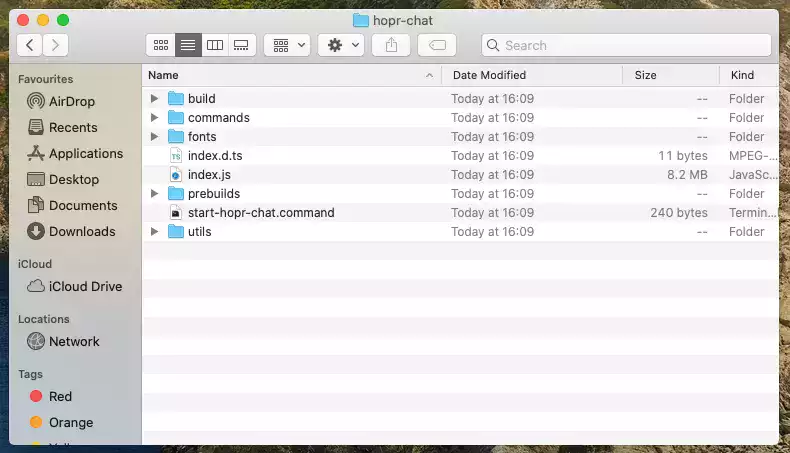 hopr-chat
Search
Favourites
AirDrop
Recents
Applications
Desktop
Documents
Downloads
iCloud
iCloud Drive
Locations
Network
Tags
Red
Orange
Name Date Modified Size Kind
build Today at 16:09 -- Folder
commands Today at 16:09 -- Folder
fonts Today at 16:09 -- Folder
TS index.d.ts Today at 16:09 11 bytes MPEG-...
index.js Today at 16:09 8.2 MB JavaSc...
prebuilds Today at 16:09 -- Folder
start-hopr-chat.command Today at 16:09 240 bytes Termin...
utils Today at 16:09 -- Folder